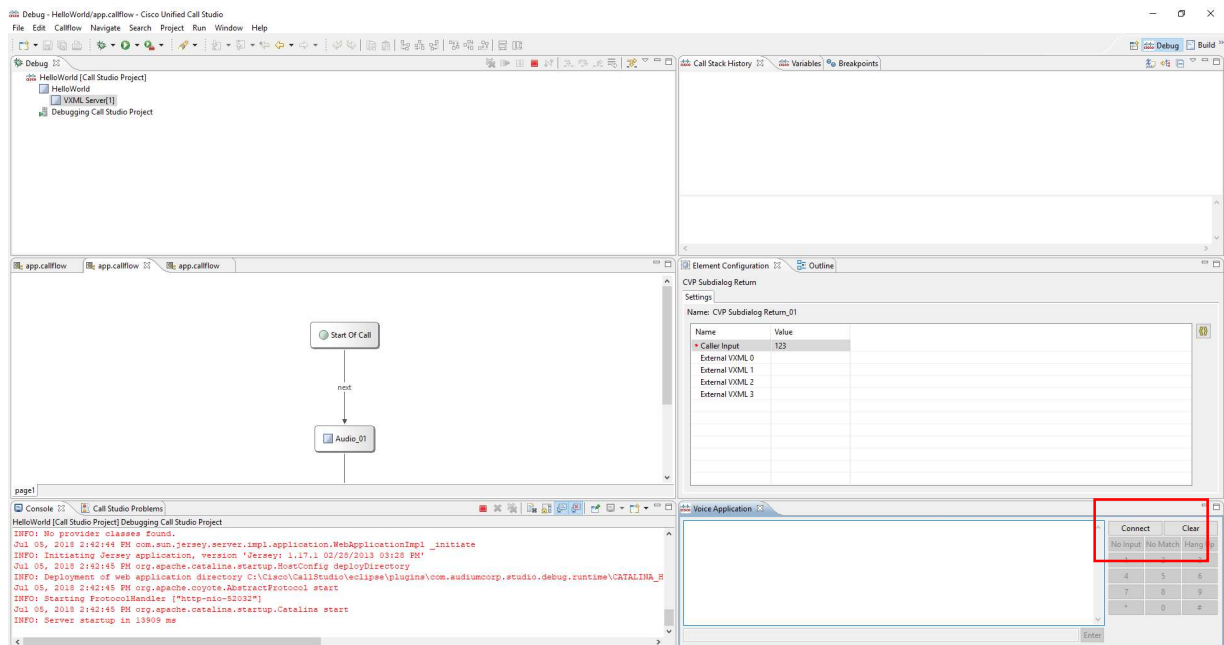 Debug - HelloWorld/app.callflow - Cisco Unified Call Studio
File Edit Callflow Navigate Search Project Run Window Help
Debug Build
Debug
HelloWorld [Call Studio Project]
HelloWorld
VXML Server[1]
Debugging Call Studio Project
Call Stack History Variables Breakpoints
app.callflow app.callflow app.callflow
Start Of Call
next
Audio_01
page1
Element Configuration Outline
CVP Subdialog Return
Settings
Name: CVP Subdialog Return_01
Name Value
* Caller Input 123
External VXML 0
External VXML 1
External VXML 2
External VXML 3
Console Call Studio Problems
HelloWorld [Call Studio Project] Debugging Call Studio Project
INFO: No provider classes found.
Jul 05, 2018 2:42:44 PM com.sun.jersey.server.impl.application.WebApplicationImpl _initiate
INFO: Initiating Jersey application, version 'Jersey: 1.17.1 02/28/2013 03:28 PM'
Jul 05, 2018 2:42:45 PM org.apache.catalina.startup.HostConfig deployDirectory
INFO: Deployment of web application directory C:\Cisco\CallStudio\eclipse\plugins\com.audiumcorp.studio.debug.runtime\CATALINA_H
Jul 05, 2018 2:42:45 PM org.apache.coyote.AbstractProtocol start
INFO: Starting ProtocolHandler ["http-nio-52032"]
Jul 05, 2018 2:42:45 PM org.apache.catalina.startup.Catalina start
INFO: Server startup in 13909 ms
Voice Application
Connect Clear
No Input No Match Hang Up
1 2 3
4 5 6
7 8 9
* 0 #
Enter